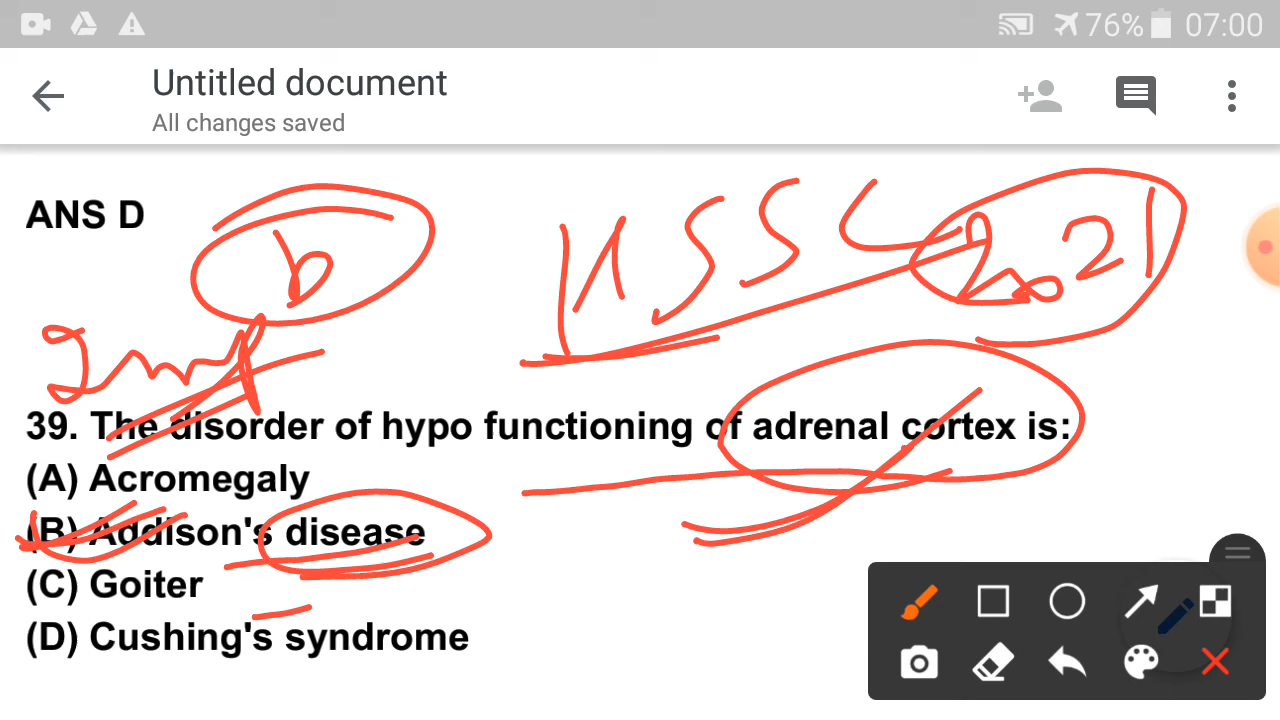 76% 07:00
Untitled document
All changes saved
ANS D
b
HSSC 2021
Imp
39. The disorder of hypo functioning of adrenal cortex is:
(A) Acromegaly
(B) Addison's disease
(C) Goiter
(D) Cushing's syndrome